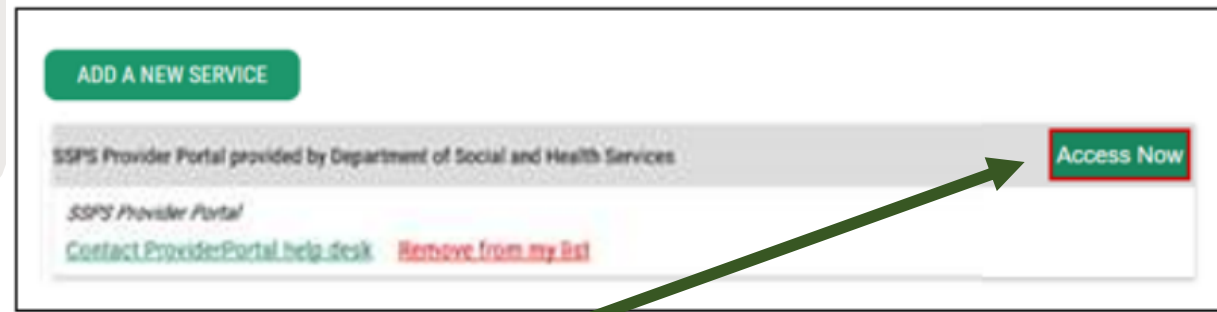 ADD A NEW SERVICE
SSPS Provider Portal provided by Department of Social and Health Services
Access Now
SSPS Provider Portal
Contact ProviderPortal help desk Remove from my list